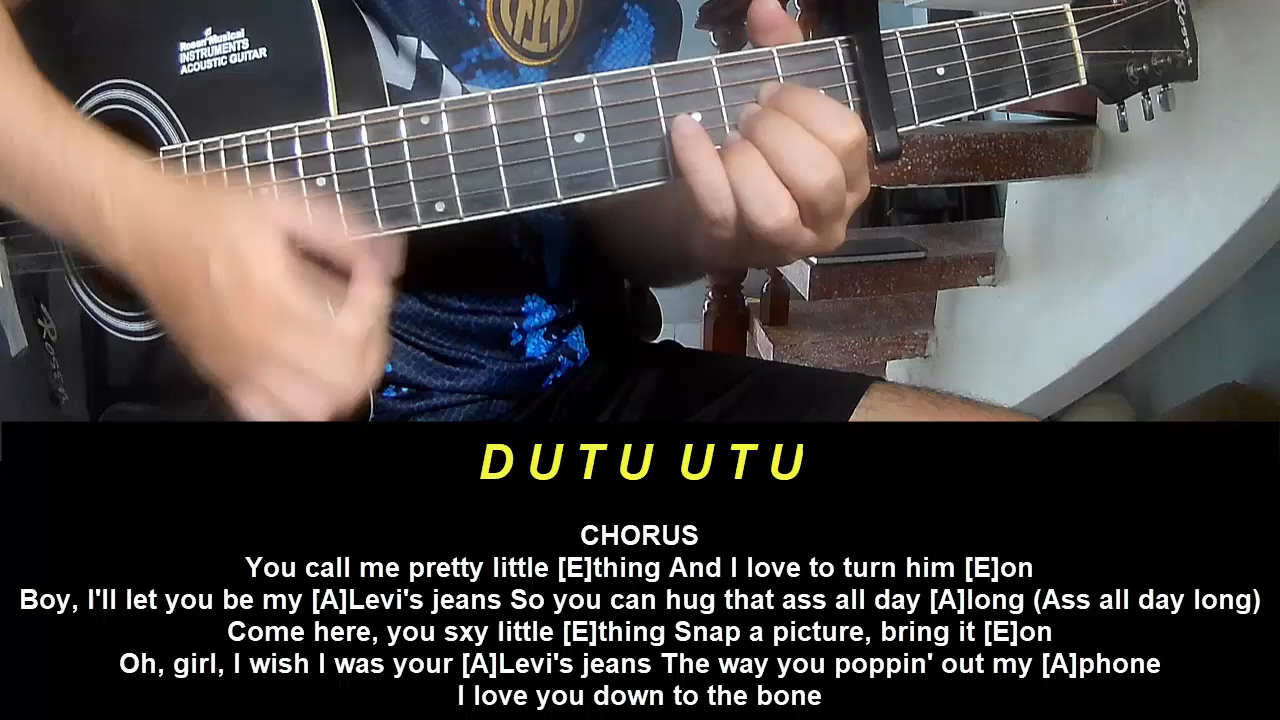 Rosen Musical
INSTRUMENTS
ACOUSTIC GUITAR
Rosen
Rosen
D U T U U T U
CHORUS
You call me pretty little [E]thing And I love to turn him [E]on
Boy, I'll let you be my [A]Levi's jeans So you can hug that ass all day [A]long (Ass all day long)
Come here, you sxy little [E]thing Snap a picture, bring it [E]on
Oh, girl, I wish I was your [A]Levi's jeans The way you poppin' out my [A]phone
I love you down to the bone